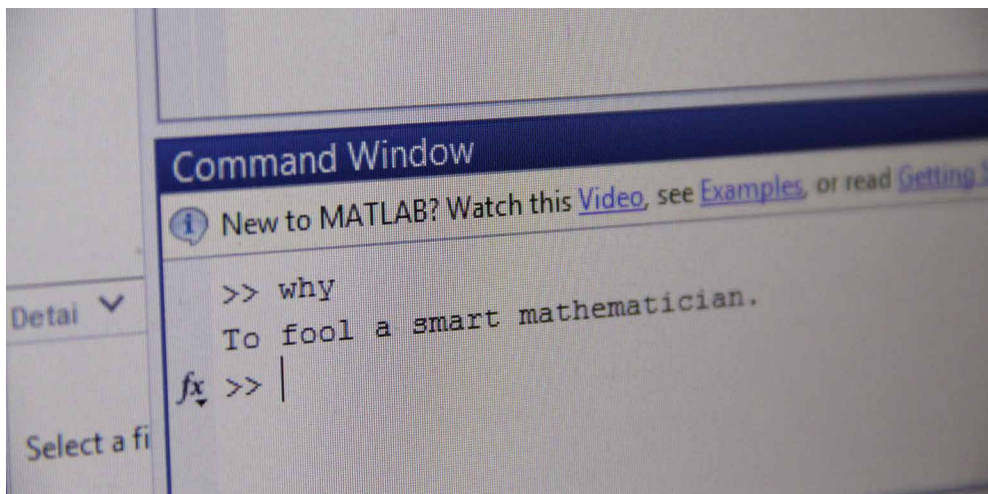 Command Window
New to MATLAB? Watch this Video, see Examples, or read Getting
Detai
>> why
To fool a smart mathematician.
fx >>
Select a fi